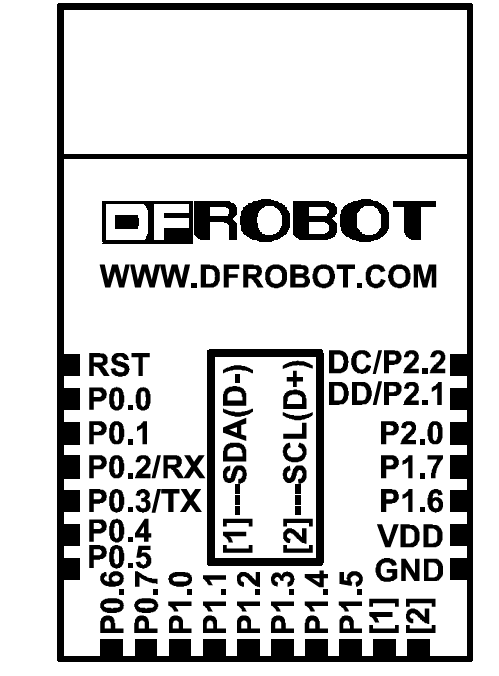 DFROBOT
WWW.DFROBOT.COM
RST
P0.0
P0.1
P0.2/RX
P0.3/TX
P0.4
P0.5
[1]---SDA(D-)
[2]---SCL(D+)
DC/P2.2
DD/P2.1
P2.0
P1.7
P1.6
VDD
GND
P0.6
P0.7
P1.0
P1.1
P1.2
P1.3
P1.4
P1.5
[1]
[2]